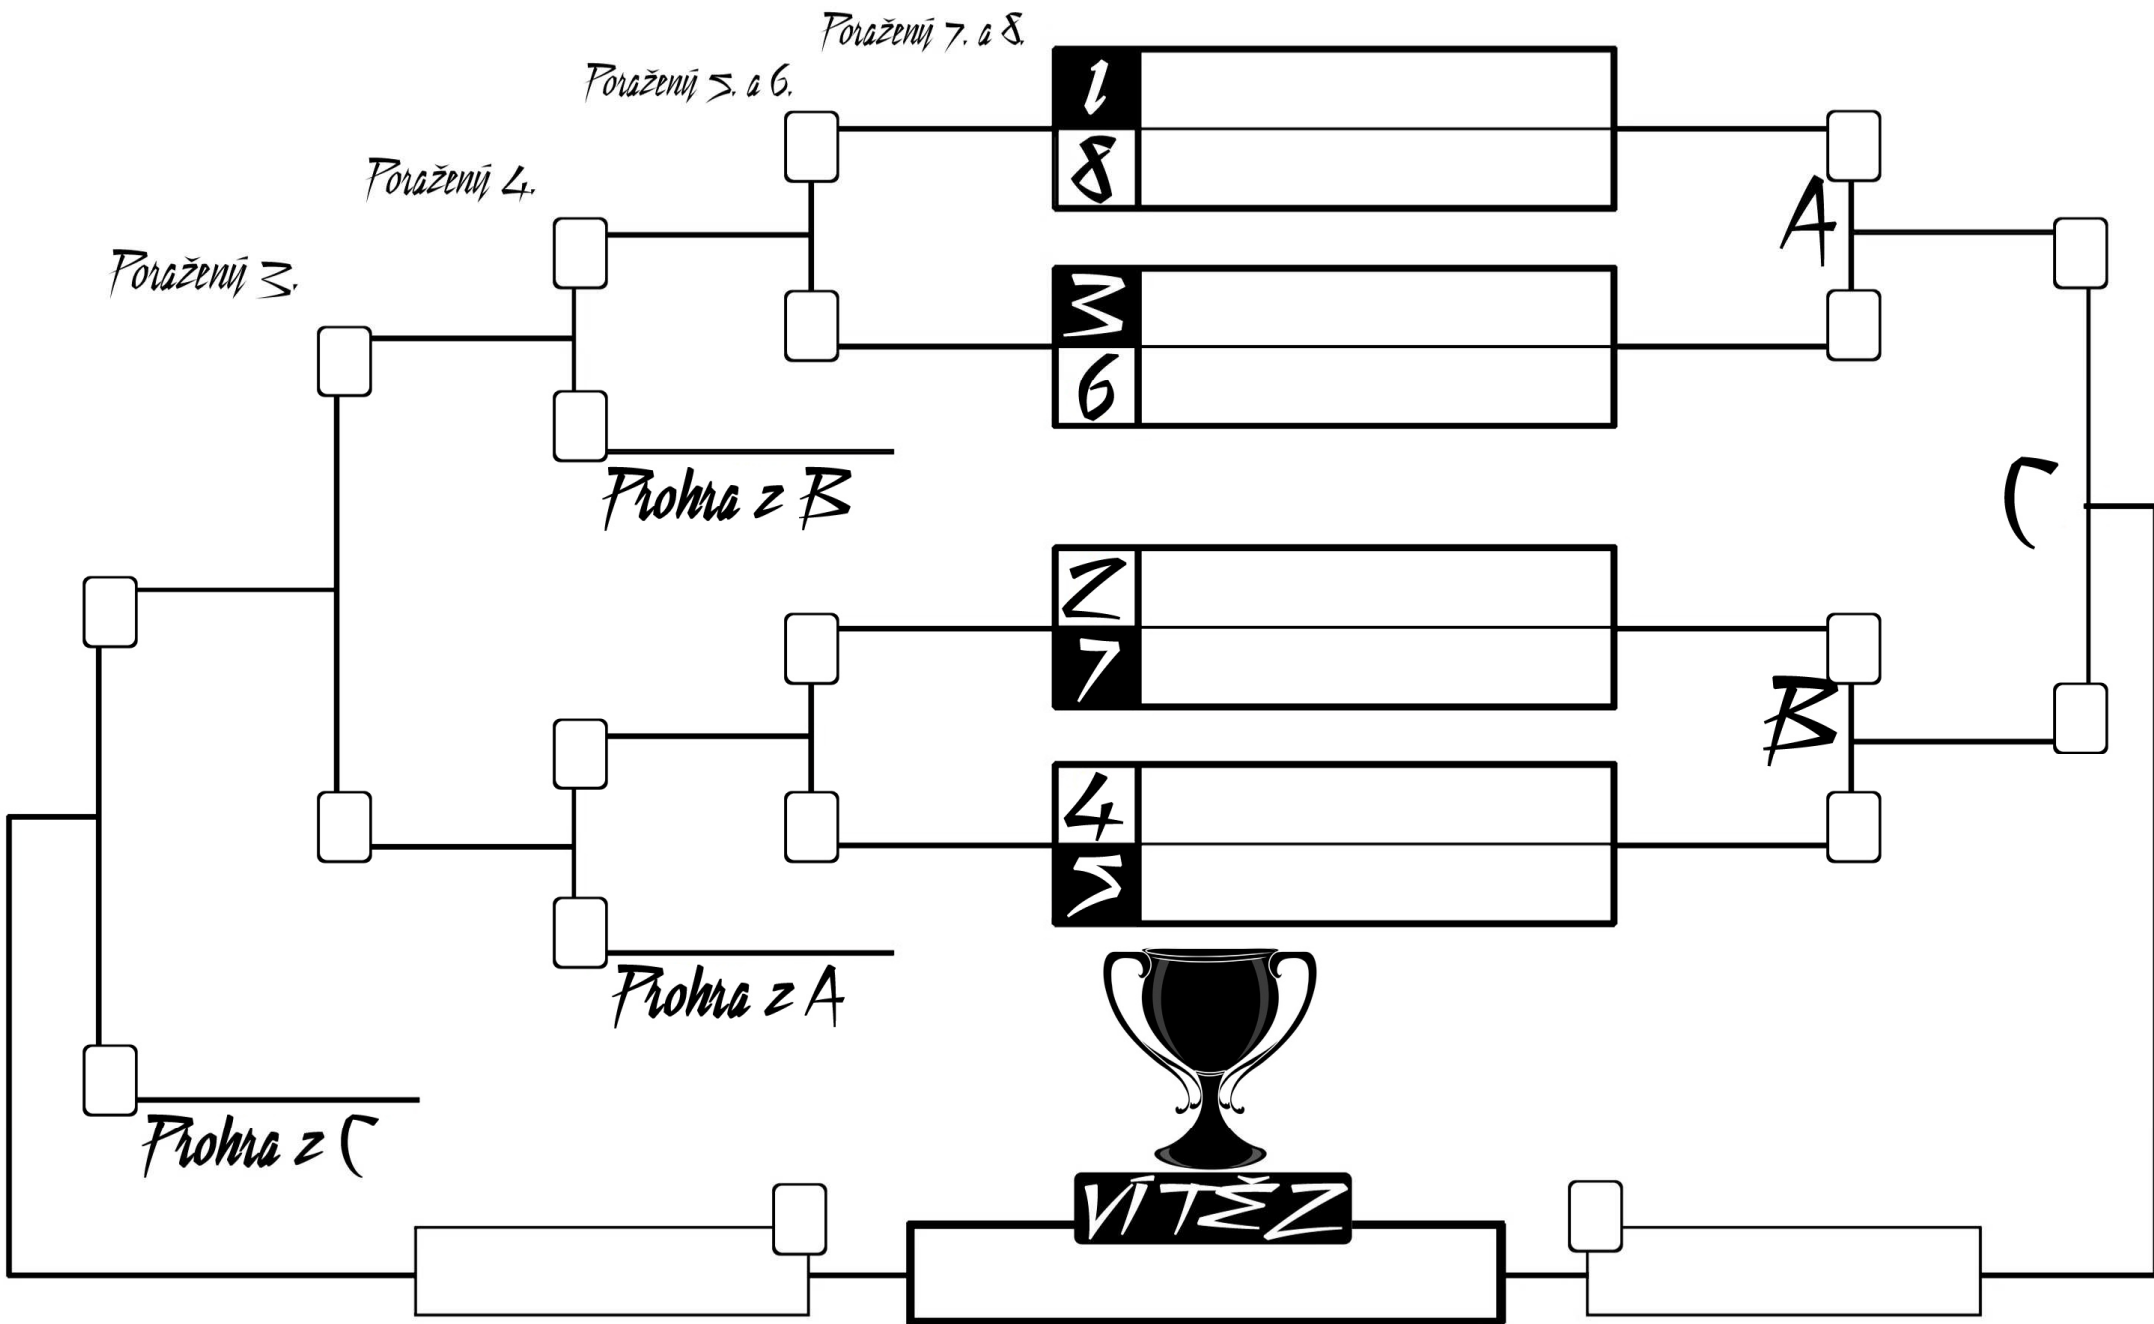 Poražený 7. a 8.
Poražený 5. a 6.
Poražený 4.
Poražený 3.
1
8
A
3
6
Prohra z B
C
2
7
B
4
5
Prohra z A
Prohra z C
VÍTĚZ